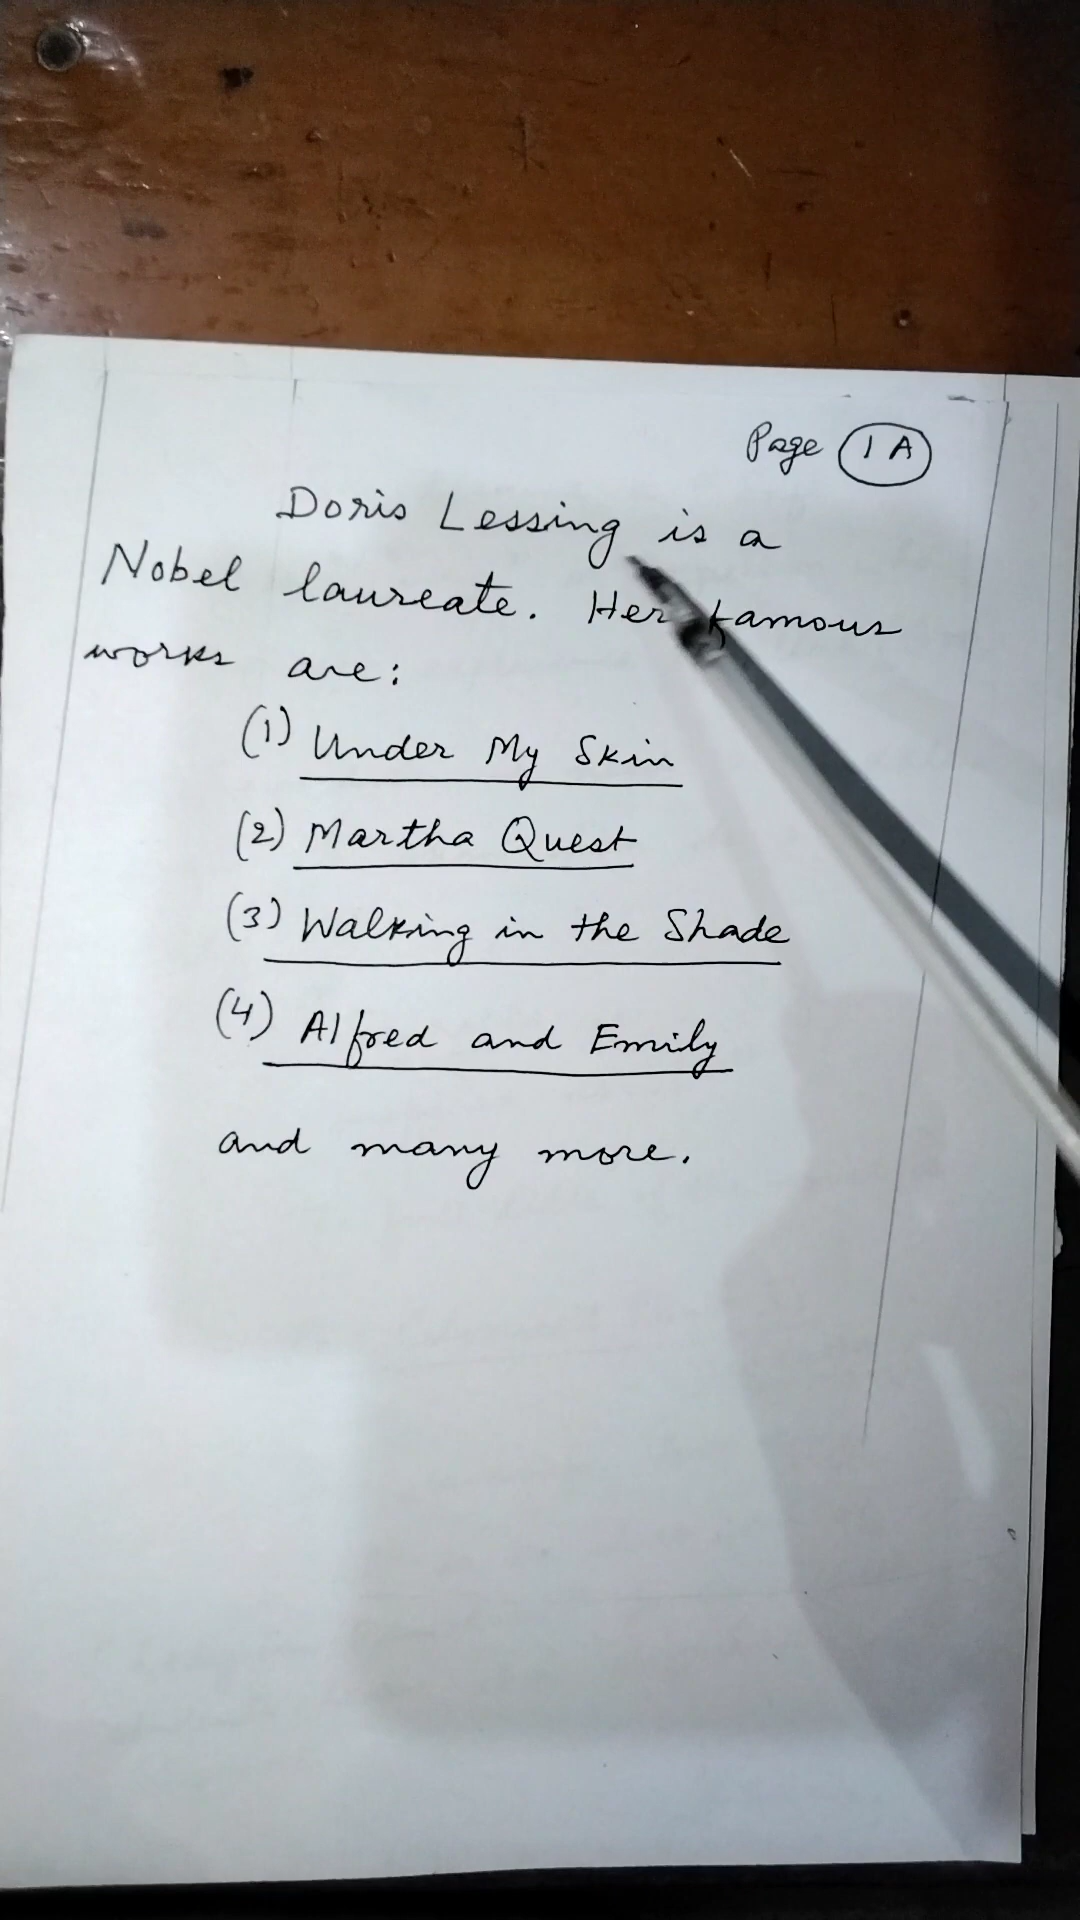 Page 1A
Doris Lessing is a
Nobel laureate. Her famous
works are:
(1) Under My Skin
(2) Martha Quest
(3) Walking in the Shade
(4) Alfred and Emily
and many more.